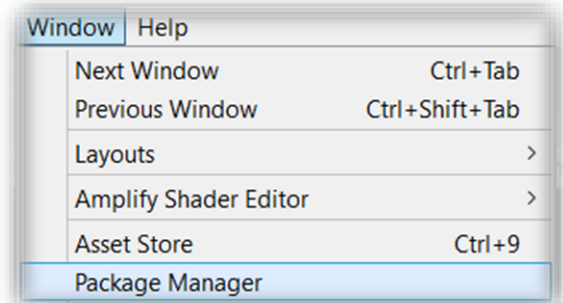 Window Help
Next Window Ctrl+Tab
Previous Window Ctrl+Shift+Tab
Layouts >
Amplify Shader Editor >
Asset Store Ctrl+9
Package Manager